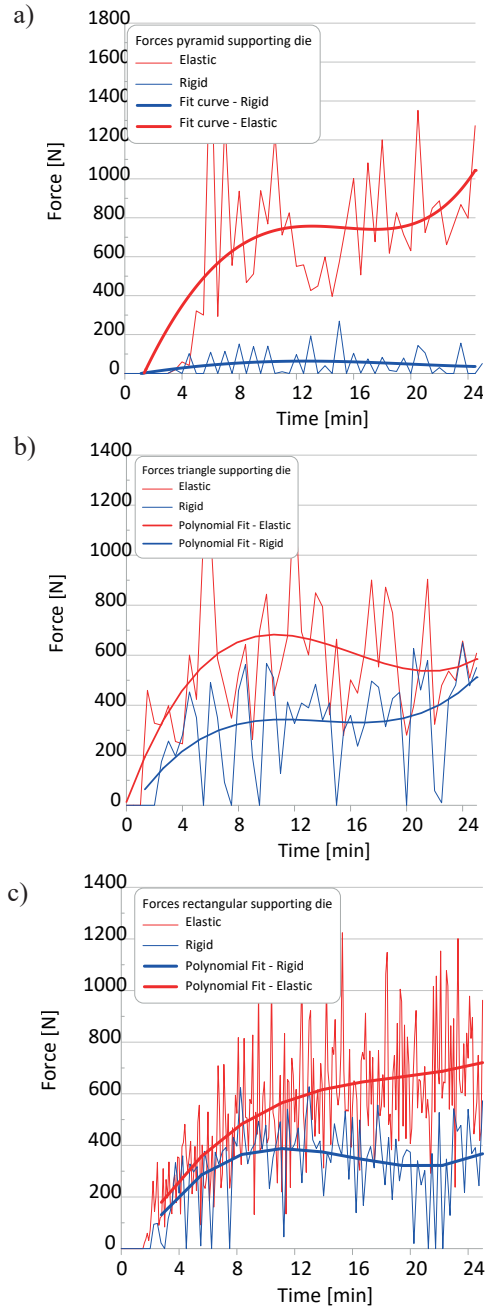 a)
1800
1600
1400
1200
1000
800
600
400
200
0
Force [N]
Forces pyramid supporting die
Elastic
Rigid
Fit curve - Rigid
Fit curve - Elastic
0 4 8 12 16 20 24
Time [min]
b)
1400
1200
1000
800
600
400
200
0
Force [N]
Forces triangle supporting die
Elastic
Rigid
Polynomial Fit - Elastic
Polynomial Fit - Rigid
0 4 8 12 16 20 24
Time [min]
c)
1400
1200
1000
800
600
400
200
0
Force [N]
Forces rectangular supporting die
Elastic
Rigid
Polynomial Fit - Rigid
Polynomial Fit - Elastic
0 4 8 12 16 20 24
Time [min]